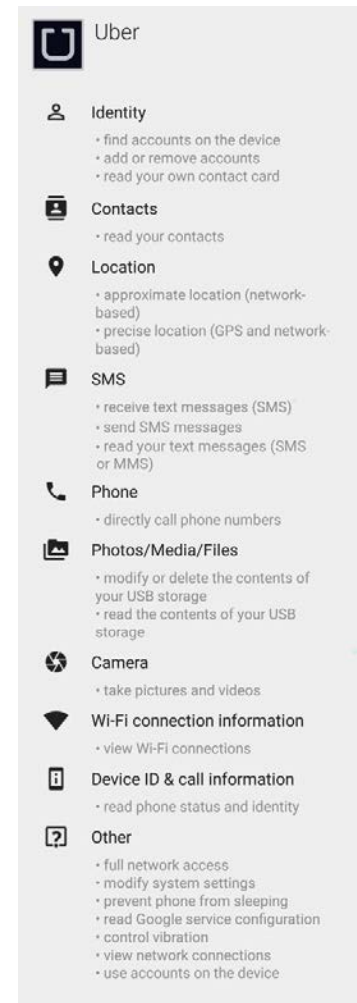 Uber
Identity
• find accounts on the device
• add or remove accounts
• read your own contact card
Contacts
• read your contacts
Location
• approximate location (network-
based)
• precise location (GPS and network-
based)
SMS
• receive text messages (SMS)
• send SMS messages
• read your text messages (SMS
or MMS)
Phone
• directly call phone numbers
Photos/Media/Files
• modify or delete the contents of
your USB storage
• read the contents of your USB
storage
Camera
• take pictures and videos
Wi-Fi connection information
• view Wi-Fi connections
Device ID & call information
• read phone status and identity
Other
• full network access
• modify system settings
• prevent phone from sleeping
• read Google service configuration
• control vibration
• view network connections
• use accounts on the device